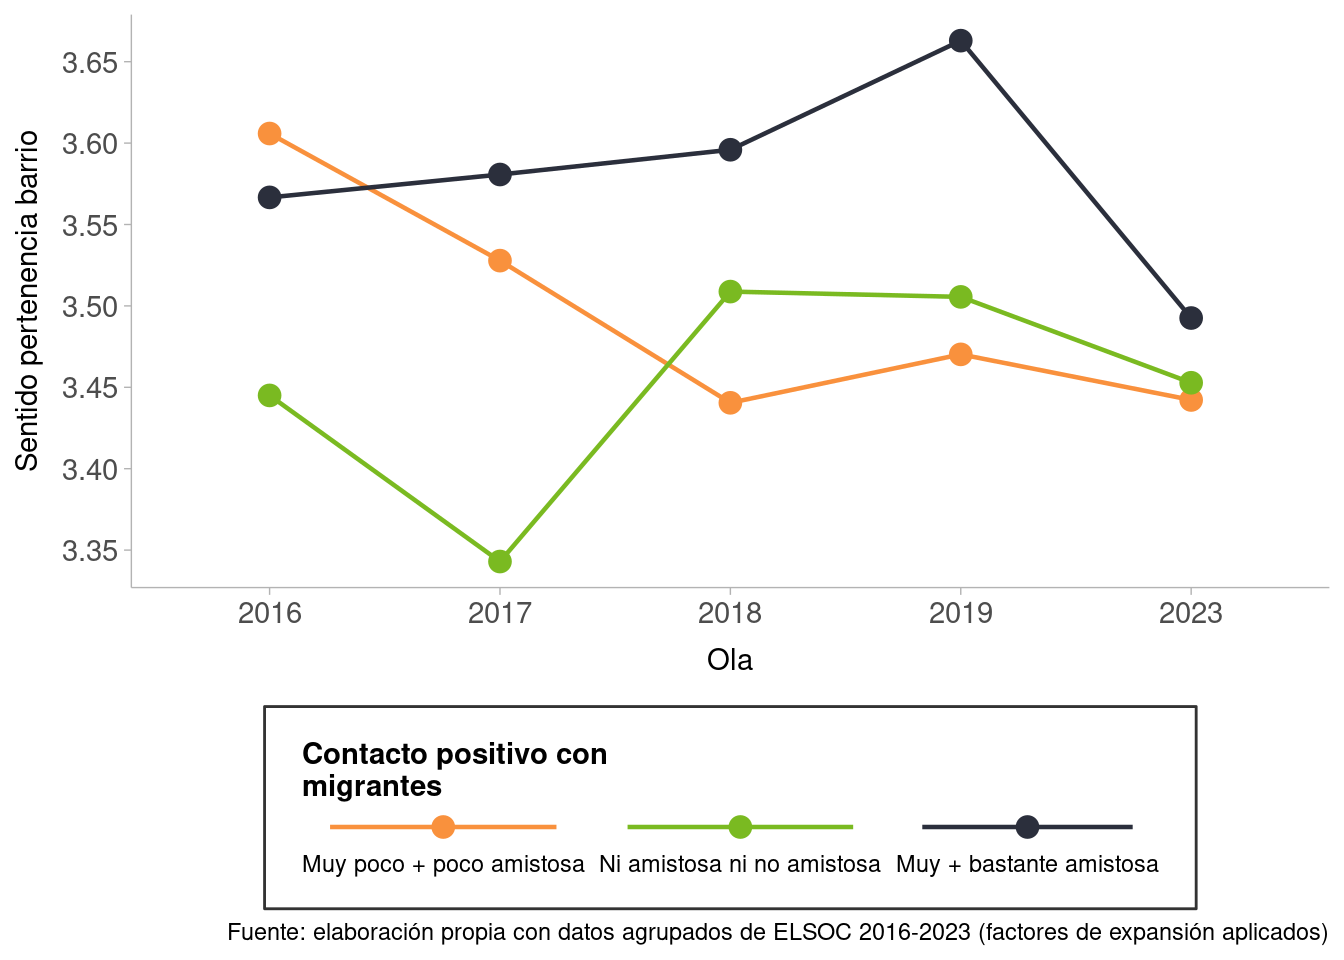 Sentido pertenencia barrio
3.65
3.60
3.55
3.50
3.45
3.40
3.35
2016 2017 2018 2019 2023
Ola
Contacto positivo con
migrantes
Muy poco + poco amistosa Ni amistosa ni no amistosa Muy + bastante amistosa
Fuente: elaboración propia con datos agrupados de ELSOC 2016-2023 (factores de expansión aplicados)